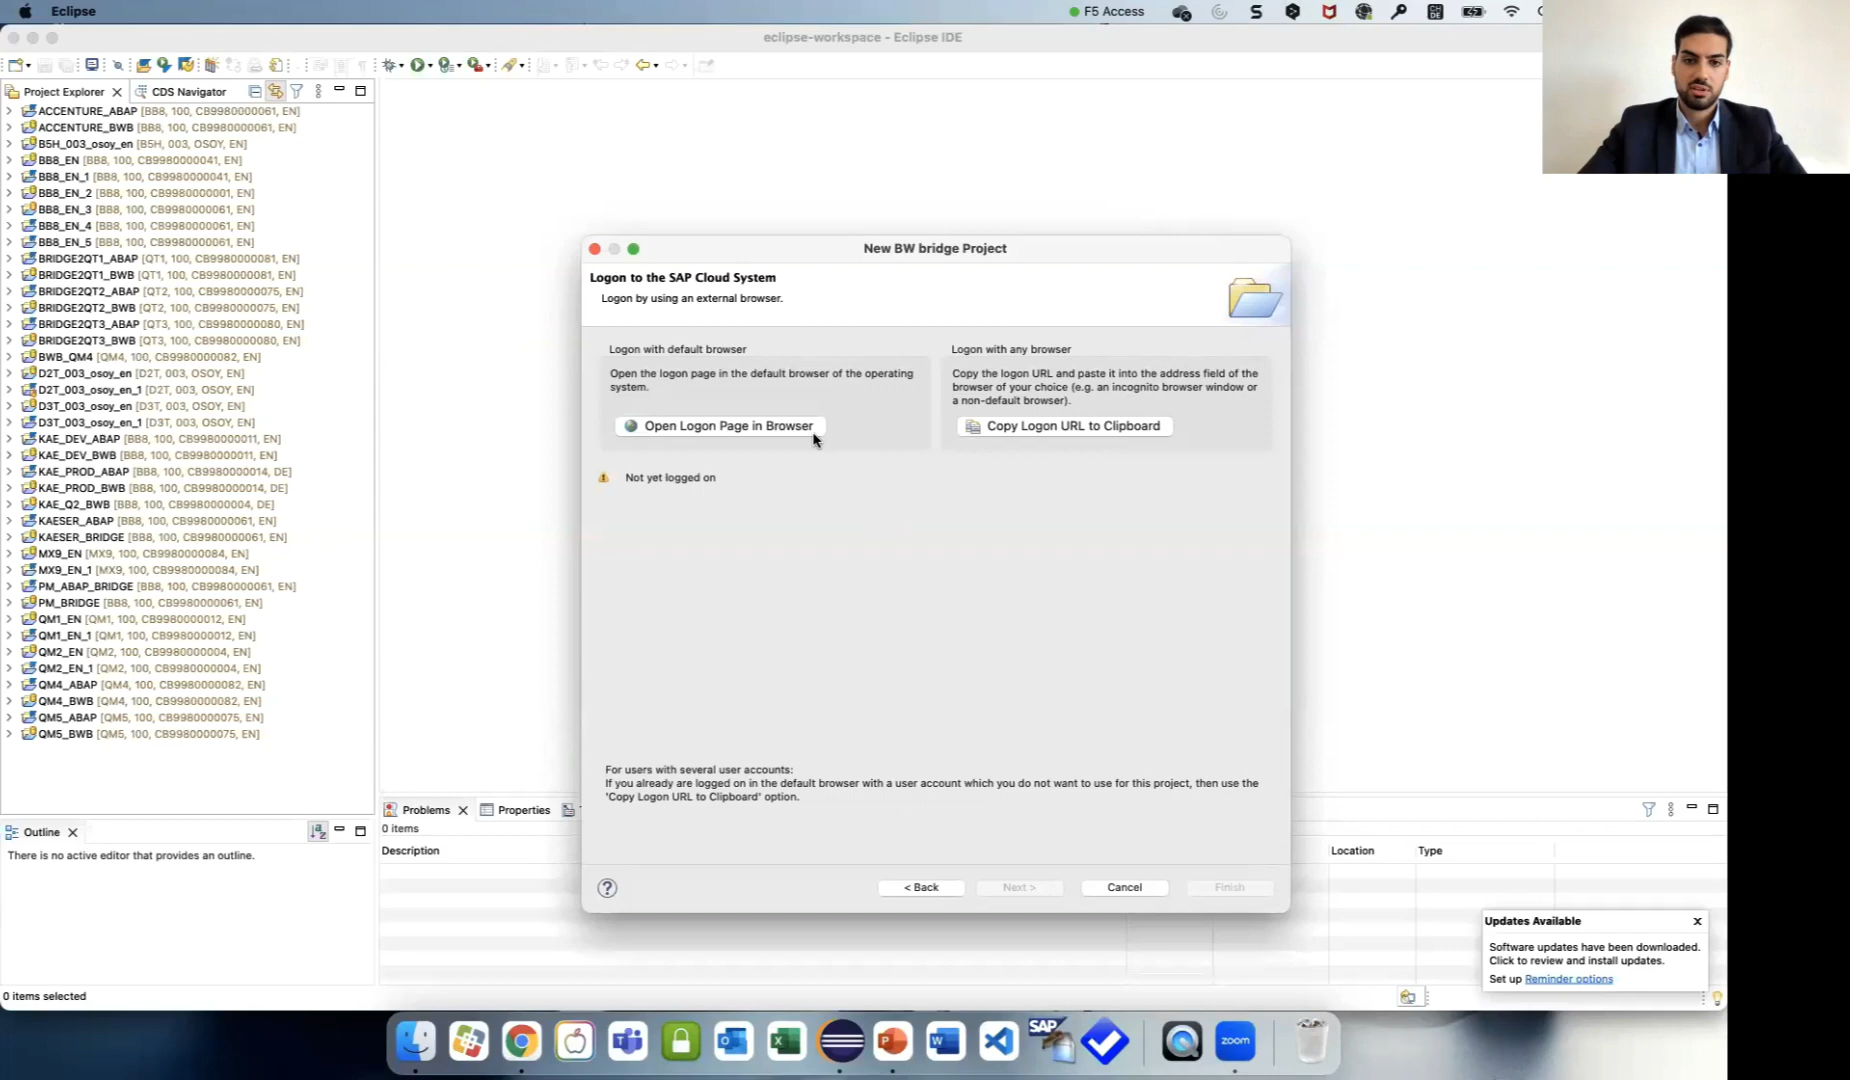 Eclipse
F5 Access
eclipse-workspace - Eclipse IDE
Project Explorer
CDS Navigator
ACCENTURE_ABAP [BB8, 100, CB9980000061, EN]
ACCENTURE_BWB [BB8, 100, CB9980000061, EN]
B5H_003_osoy_en [B5H, 003, OSOY, EN]
BB8_EN [BB8, 100, CB9980000041, EN]
BB8_EN_1 [BB8, 100, CB9980000041, EN]
BB8_EN_2 [BB8, 100, CB9980000001, EN]
BB8_EN_3 [BB8, 100, CB9980000061, EN]
BB8_EN_4 [BB8, 100, CB9980000061, EN]
BB8_EN_5 [BB8, 100, CB9980000061, EN]
BRIDGE2QT1_ABAP [QT1, 100, CB9980000081, EN]
BRIDGE2QT1_BWB [QT1, 100, CB9980000081, EN]
BRIDGE2QT2_ABAP [QT2, 100, CB9980000075, EN]
BRIDGE2QT2_BWB [QT2, 100, CB9980000075, EN]
BRIDGE2QT3_ABAP [QT3, 100, CB9980000080, EN]
BRIDGE2QT3_BWB [QT3, 100, CB9980000080, EN]
BWB_QM4 [QM4, 100, CB9980000082, EN]
D2T_003_osoy_en [D2T, 003, OSOY, EN]
D2T_003_osoy_en_1 [D2T, 003, OSOY, EN]
D3T_003_osoy_en [D3T, 003, OSOY, EN]
D3T_003_osoy_en_1 [D3T, 003, OSOY, EN]
KAE_DEV_ABAP [BB8, 100, CB9980000011, EN]
KAE_DEV_BWB [BB8, 100, CB9980000011, EN]
KAE_PROD_ABAP [BB8, 100, CB9980000014, DE]
KAE_PROD_BWB [BB8, 100, CB9980000014, DE]
KAE_Q2_BWB [BB8, 100, CB9980000004, DE]
KAESER_ABAP [BB8, 100, CB9980000061, EN]
KAESER_BRIDGE [BB8, 100, CB9980000061, EN]
MX9_EN [MX9, 100, CB9980000084, EN]
MX9_EN_1 [MX9, 100, CB9980000084, EN]
PM_ABAP_BRIDGE [BB8, 100, CB9980000061, EN]
PM_BRIDGE [BB8, 100, CB9980000061, EN]
QM1_EN [QM1, 100, CB9980000012, EN]
QM1_EN_1 [QM1, 100, CB9980000012, EN]
QM2_EN [QM2, 100, CB9980000004, EN]
QM2_EN_1 [QM2, 100, CB9980000004, EN]
QM4_ABAP [QM4, 100, CB9980000082, EN]
QM4_BWB [QM4, 100, CB9980000082, EN]
QM5_ABAP [QM5, 100, CB9980000075, EN]
QM5_BWB [QM5, 100, CB9980000075, EN]
New BW bridge Project
Logon to the SAP Cloud System
Logon by using an external browser.
Logon with default browser
Open the logon page in the default browser of the operating
system.
Open Logon Page in Browser
Logon with any browser
Copy the logon URL and paste it into the address field of the
browser of your choice (e.g. an incognito browser window or
a non-default browser).
Copy Logon URL to Clipboard
Not yet logged on
For users with several user accounts:
If you already are logged on in the default browser with a user account which you do not want to use for this project, then use the
'Copy Logon URL to Clipboard' option.
< Back
Next >
Cancel
Finish
Outline
There is no active editor that provides an outline.
0 items selected
Problems
Properties
0 items
Description
Location
Type
Updates Available
Software updates have been downloaded.
Click to review and install updates.
Set up Reminder options
SAP
zoom